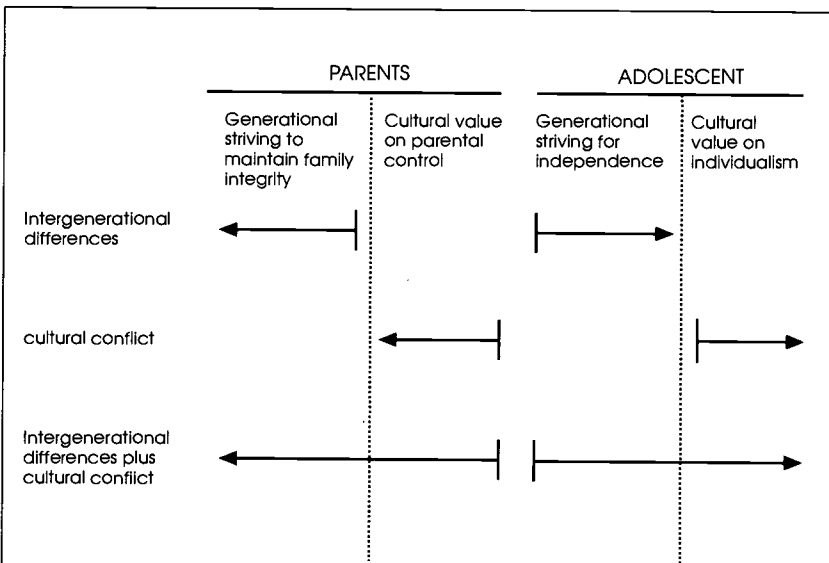 PARENTS
ADOLESCENT
Generational
striving to
maintain family
integrity
Cultural value
on parental
control
Generational
striving for
independence
Cultural
value on
individualism
Intergenerational
differences
cultural conflict
Intergenerational
differences plus
cultural conflict